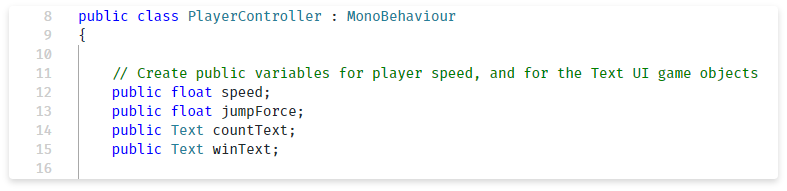 8 public class PlayerController : MonoBehaviour
9 {
10
11 // Create public variables for player speed, and for the Text UI game objects
12 public float speed;
13 public float jumpForce;
14 public Text countText;
15 public Text winText;
16